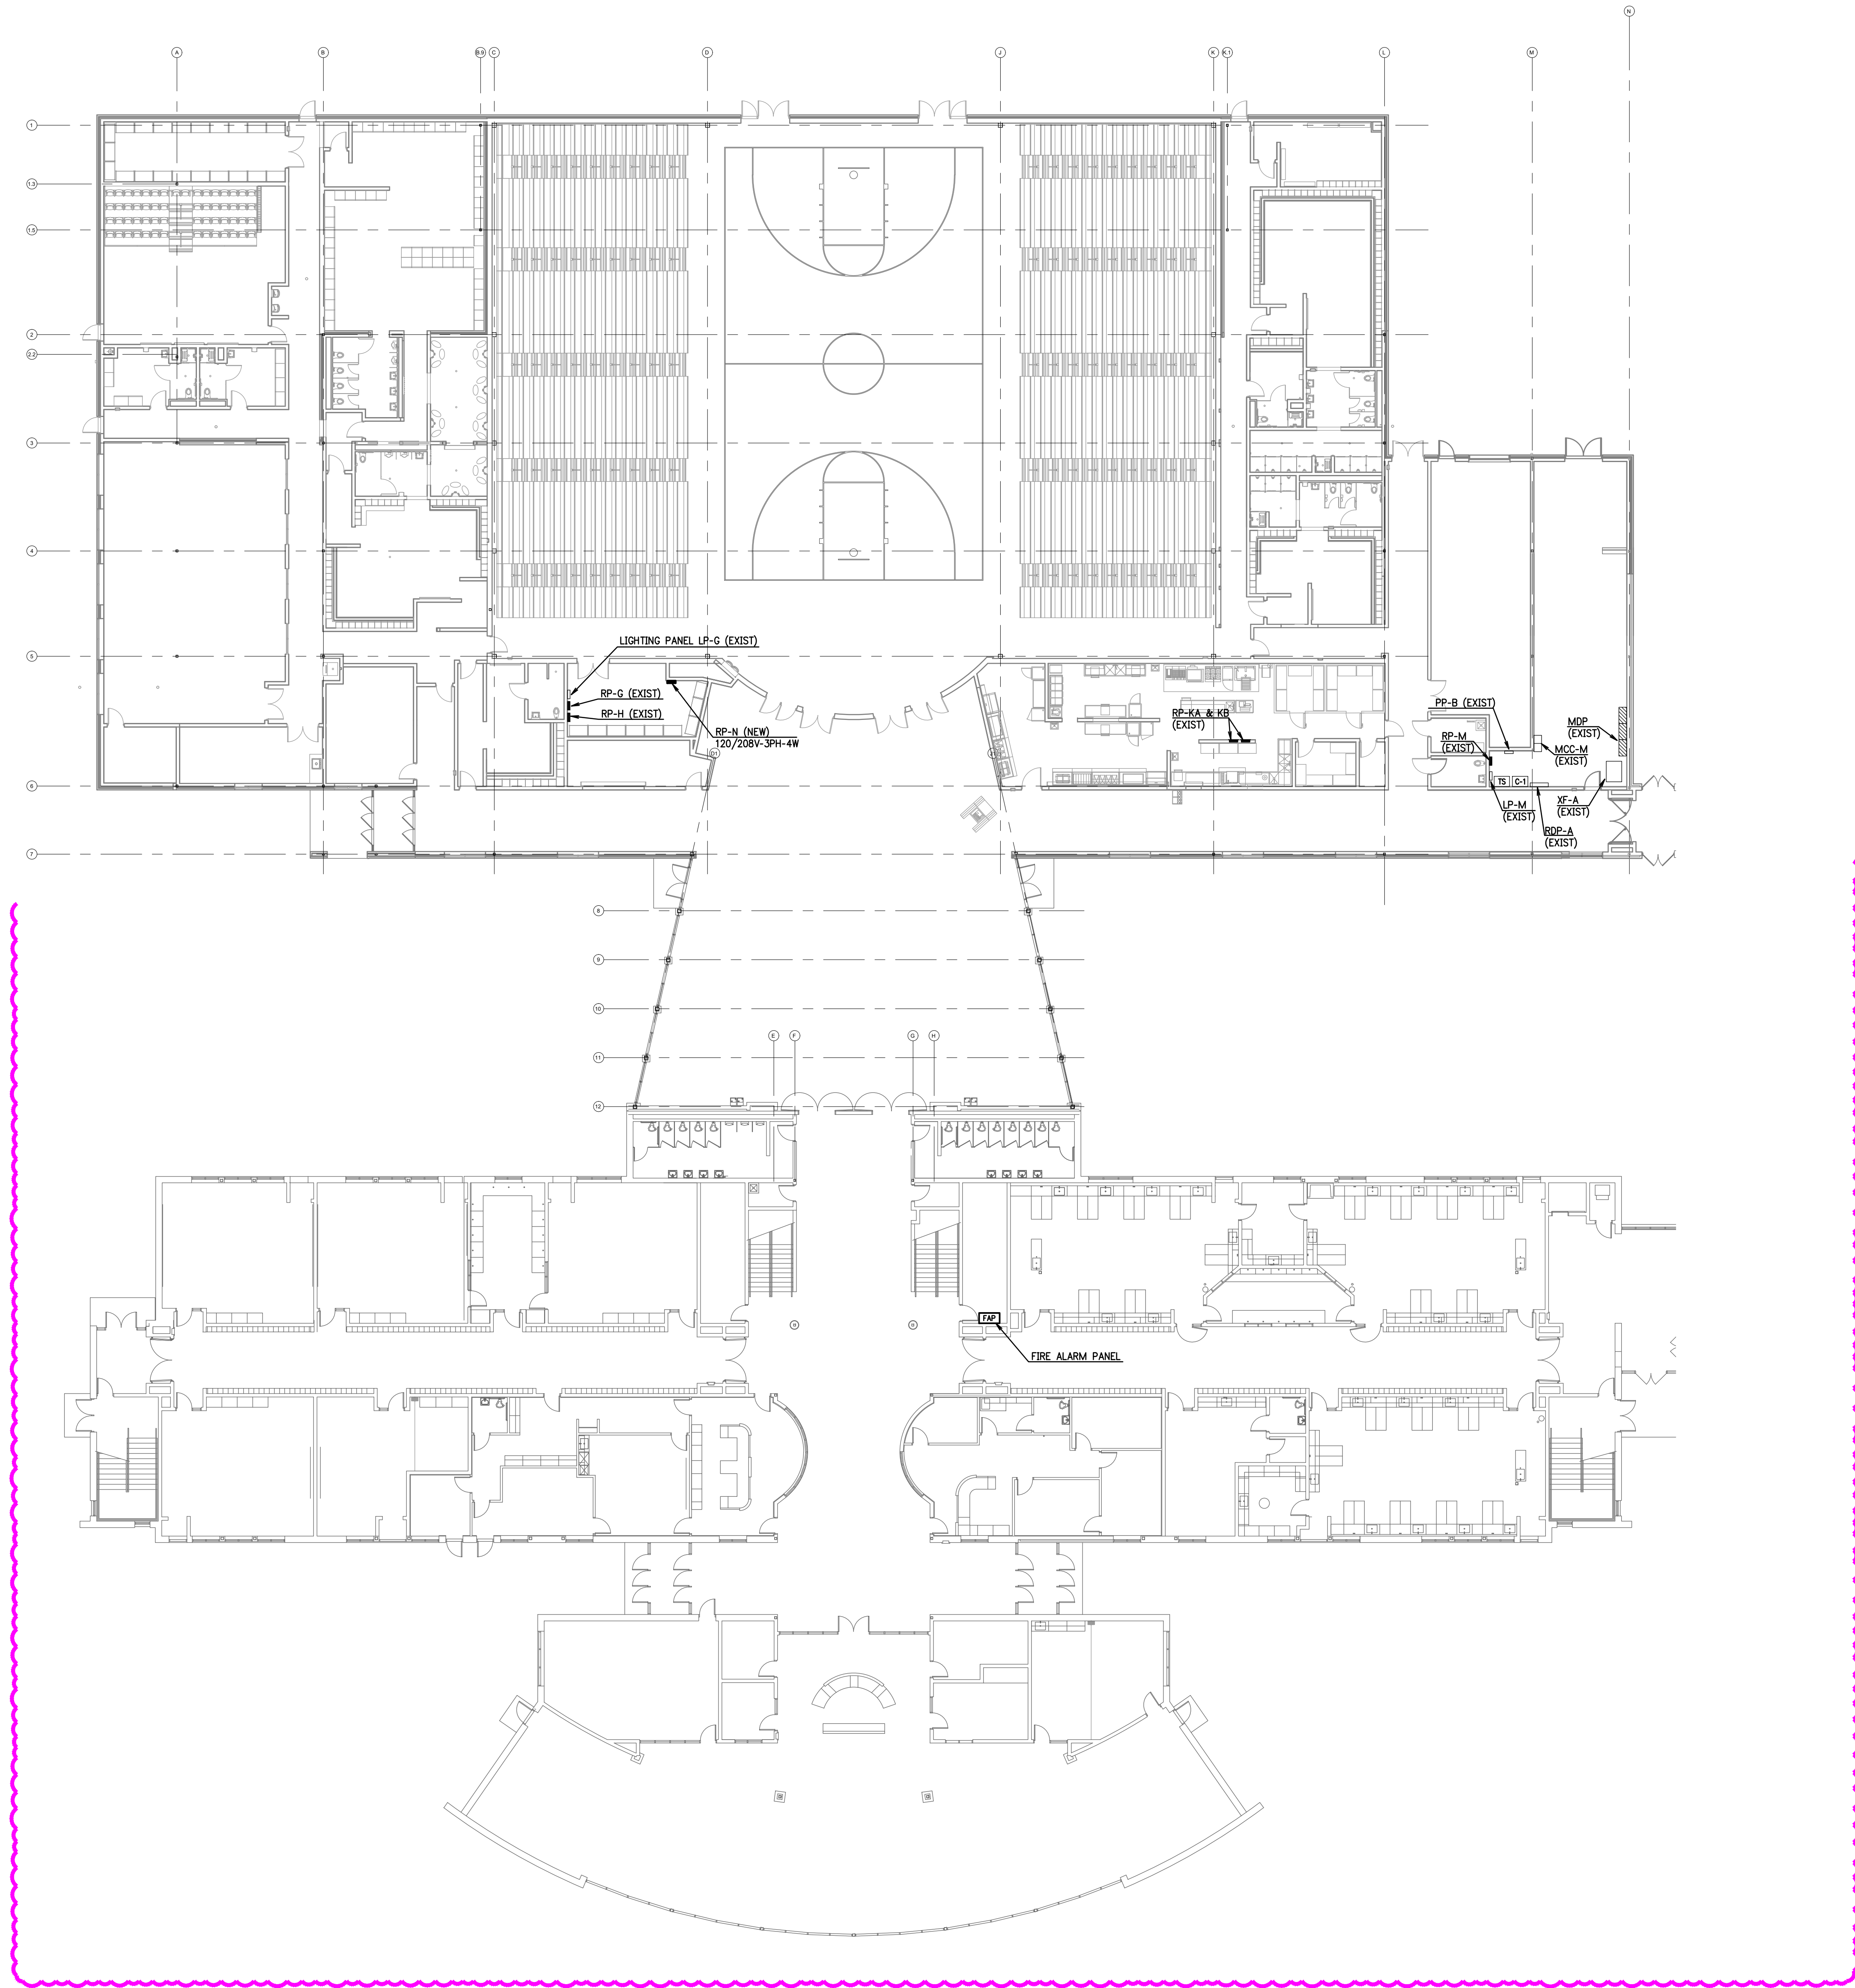 N
A
B
B.9
C
D
J
K
K.1
L
M
1
1.3
1.5
2
2.2
3
4
5
LIGHTING PANEL LP-G (EXIST)
RP-G (EXIST)
RP-H (EXIST)
RP-N (NEW)
120/208V-3PH-4W
RP-KA & KB
(EXIST)
PP-B (EXIST)
RP-M
(EXIST)
MDP
(EXIST)
MCC-M
(EXIST)
D1
TS
C-1
6
LP-M
(EXIST)
XF-A
(EXIST)
RDP-A
(EXIST)
7
8
9
10
E
F
G
H
11
12
FAP
FIRE ALARM PANEL